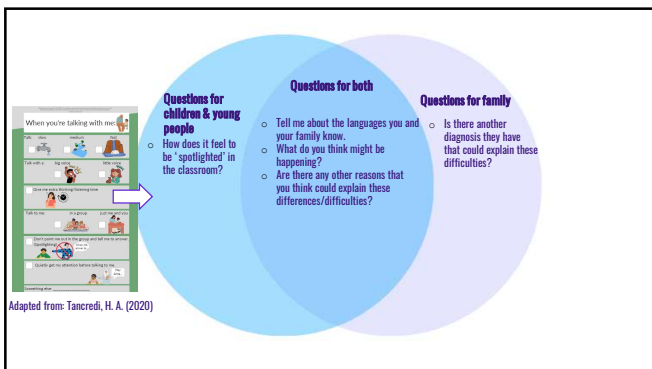 When you're talking with me:
Talk: slow medium fast
Talk with a big voice little voice
Give me extra thinking/listening time
Talk to me in a group just me and you
Don't point me out in the group and tell me to answer
(Spotlighting)
Quietly get my attention before talking to me.
Something else:
Adapted from: Tancredi, H. A. (2020)
Questions for
children & young
people
○ How does it feel to
be 'spotlighted' in
the classroom?
Questions for both
○ Tell me about the languages you and
your family know.
○ What do you think might be
happening?
○ Are there any other reasons that
you think could explain these
differences/difficulties?
Questions for family
○ Is there another
diagnosis they have
that could explain these
difficulties?